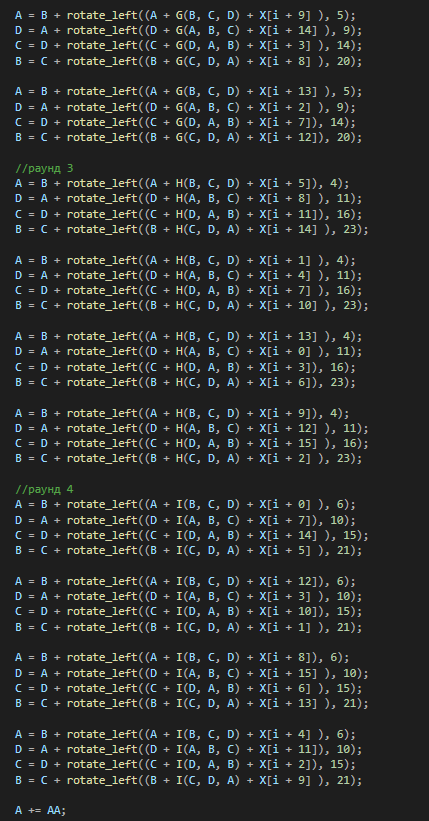 A = B + rotate_left((A + G(B, C, D) + X[i + 9] ), 5);
D = A + rotate_left((D + G(A, B, C) + X[i + 14] ), 9);
C = D + rotate_left((C + G(D, A, B) + X[i + 3] ), 14);
B = C + rotate_left((B + G(C, D, A) + X[i + 8] ), 20);
A = B + rotate_left((A + G(B, C, D) + X[i + 13] ), 5);
D = A + rotate_left((D + G(A, B, C) + X[i + 2] ), 9);
C = D + rotate_left((C + G(D, A, B) + X[i + 7]), 14);
B = C + rotate_left((B + G(C, D, A) + X[i + 12]), 20);
//раунд 3
A = B + rotate_left((A + H(B, C, D) + X[i + 5]), 4);
D = A + rotate_left((D + H(A, B, C) + X[i + 8] ), 11);
C = D + rotate_left((C + H(D, A, B) + X[i + 11]), 16);
B = C + rotate_left((B + H(C, D, A) + X[i + 14] ), 23);
A = B + rotate_left((A + H(B, C, D) + X[i + 1] ), 4);
D = A + rotate_left((D + H(A, B, C) + X[i + 4] ), 11);
C = D + rotate_left((C + H(D, A, B) + X[i + 7] ), 16);
B = C + rotate_left((B + H(C, D, A) + X[i + 10] ), 23);
A = B + rotate_left((A + H(B, C, D) + X[i + 13] ), 4);
D = A + rotate_left((D + H(A, B, C) + X[i + 0] ), 11);
C = D + rotate_left((C + H(D, A, B) + X[i + 3]), 16);
B = C + rotate_left((B + H(C, D, A) + X[i + 6]), 23);
A = B + rotate_left((A + H(B, C, D) + X[i + 9]), 4);
D = A + rotate_left((D + H(A, B, C) + X[i + 12] ), 11);
C = D + rotate_left((C + H(D, A, B) + X[i + 15] ), 16);
B = C + rotate_left((B + H(C, D, A) + X[i + 2] ), 23);
//раунд 4
A = B + rotate_left((A + I(B, C, D) + X[i + 0] ), 6);
D = A + rotate_left((D + I(A, B, C) + X[i + 7]), 10);
C = D + rotate_left((C + I(D, A, B) + X[i + 14] ), 15);
B = C + rotate_left((B + I(C, D, A) + X[i + 5] ), 21);
A = B + rotate_left((A + I(B, C, D) + X[i + 12]), 6);
D = A + rotate_left((D + I(A, B, C) + X[i + 3] ), 10);
C = D + rotate_left((C + I(D, A, B) + X[i + 10]), 15);
B = C + rotate_left((B + I(C, D, A) + X[i + 1] ), 21);
A = B + rotate_left((A + I(B, C, D) + X[i + 8]), 6);
D = A + rotate_left((D + I(A, B, C) + X[i + 15] ), 10);
C = D + rotate_left((C + I(D, A, B) + X[i + 6] ), 15);
B = C + rotate_left((B + I(C, D, A) + X[i + 13] ), 21);
A = B + rotate_left((A + I(B, C, D) + X[i + 4] ), 6);
D = A + rotate_left((D + I(A, B, C) + X[i + 11]), 10);
C = D + rotate_left((C + I(D, A, B) + X[i + 2]), 15);
B = C + rotate_left((B + I(C, D, A) + X[i + 9] ), 21);
A += AA;